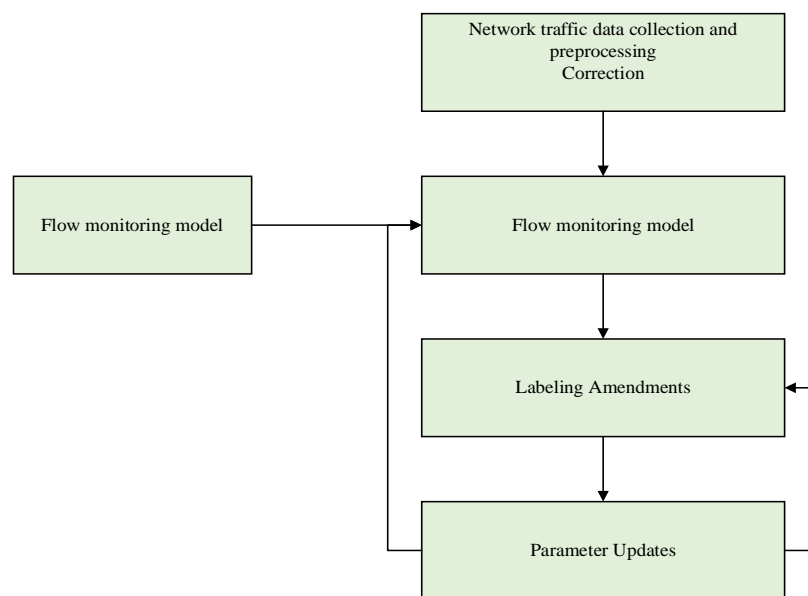 Network traffic data collection and
preprocessing
Correction
Flow monitoring model
Flow monitoring model
Labeling Amendments
Parameter Updates